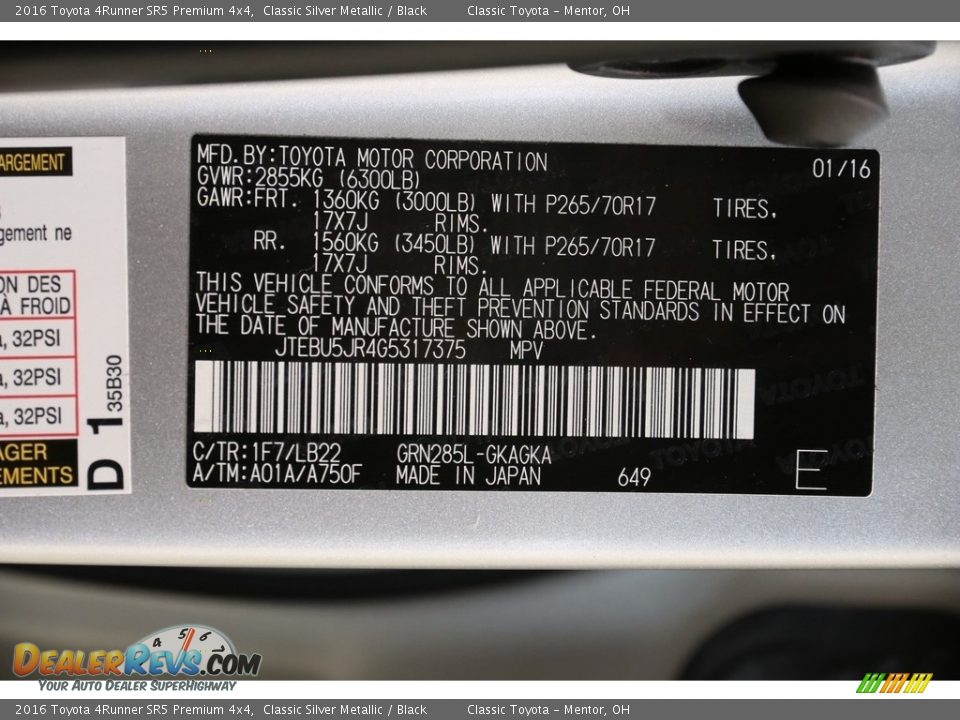 2016 Toyota 4Runner SR5 Premium 4x4, Classic Silver Metallic / Black Classic Toyota – Mentor, OH
ARGEMENT
gement ne
ON DES
À FROID
, 32PSI
, 32PSI
, 32PSI
AGER
EMENTS
D 1 35B30
MFD.BY:TOYOTA MOTOR CORPORATION 01/16
GVWR:2855KG (6300LB)
GAWR:FRT. 1360KG (3000LB) WITH P265/70R17 TIRES,
17X7J RIMS.
RR. 1560KG (3450LB) WITH P265/70R17 TIRES,
17X7J RIMS.
THIS VEHICLE CONFORMS TO ALL APPLICABLE FEDERAL MOTOR
VEHICLE SAFETY AND THEFT PREVENTION STANDARDS IN EFFECT ON
THE DATE OF MANUFACTURE SHOWN ABOVE.
JTEBU5JR4G5317375 MPV
C/TR:1F7/LB22 GRN285L-GKAGKA
A/TM:A01A/A750F MADE IN JAPAN 649 E
4 5 6 7
DealerRevs.com
Your Auto Dealer SuperHighway
2016 Toyota 4Runner SR5 Premium 4x4, Classic Silver Metallic / Black Classic Toyota – Mentor, OH